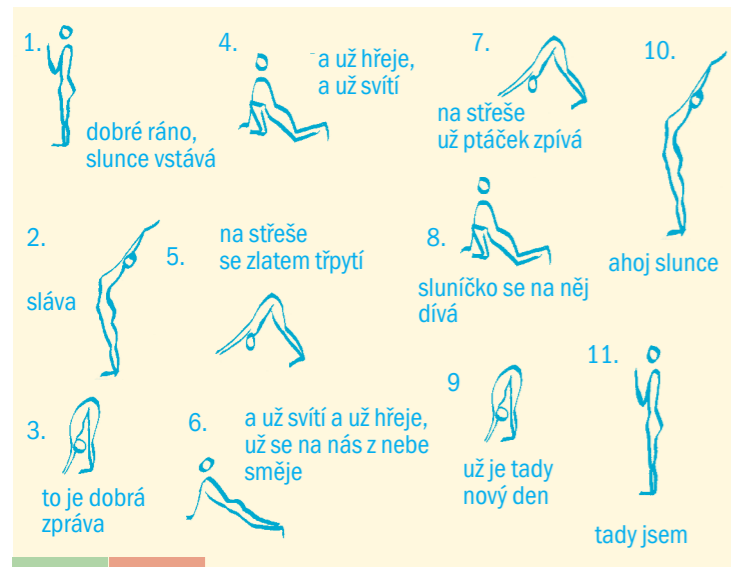 1.
dobré ráno,
slunce vstává
2.
sláva
3.
to je dobrá
zpráva
4.
a už hřeje,
a už svítí
5.
na střeše
se zlatem třpytí
6.
a už svítí a už hřeje,
už se na nás z nebe
směje
7.
na střeše
už ptáček zpívá
8.
sluníčko se na něj
dívá
9
už je tady
nový den
10.
ahoj slunce
11.
tady jsem